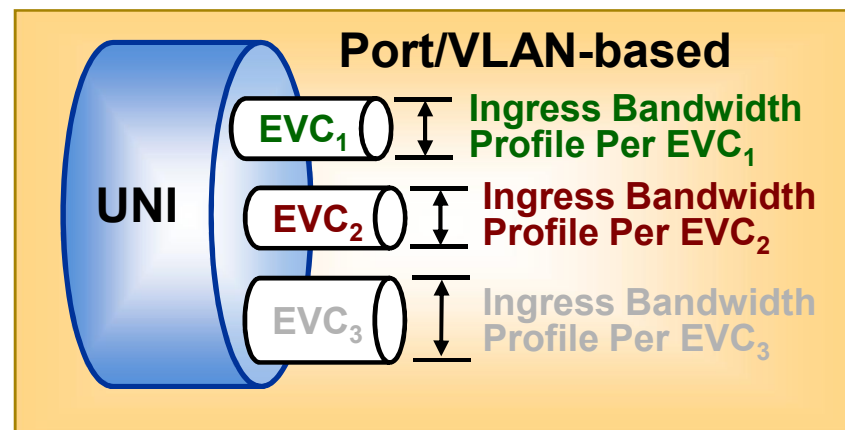 Port/VLAN-based
UNI
EVC₁
Ingress Bandwidth
Profile Per EVC₁
EVC₂
Ingress Bandwidth
Profile Per EVC₂
EVC₃
Ingress Bandwidth
Profile Per EVC₃